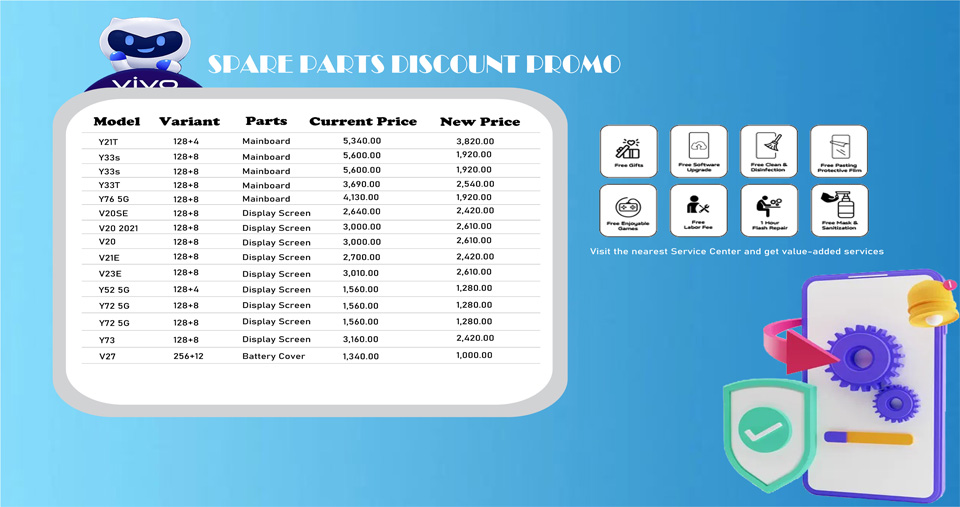 SPARE PARTS DISCOUNT PROMO
vivo
Model Variant Parts Current Price New Price
Y21T 128+4 Mainboard 5,340.00 3,820.00
Y33s 128+8 Mainboard 5,600.00 1,920.00
Y33s 128+8 Mainboard 5,600.00 1,920.00
Y33T 128+8 Mainboard 3,690.00 2,540.00
Y76 5G 128+8 Mainboard 4,130.00 1,920.00
V20SE 128+8 Display Screen 2,640.00 2,420.00
V20 2021 128+8 Display Screen 3,000.00 2,610.00
V20 128+8 Display Screen 3,000.00 2,610.00
V21E 128+8 Display Screen 2,700.00 2,420.00
V23E 128+8 Display Screen 3,010.00 2,610.00
Y52 5G 128+4 Display Screen 1,560.00 1,280.00
Y72 5G 128+8 Display Screen 1,560.00 1,280.00
Y72 5G 128+8 Display Screen 1,560.00 1,280.00
Y73 128+8 Display Screen 3,160.00 2,420.00
V27 256+12 Battery Cover 1,340.00 1,000.00
Free Gifts
Free Software
Upgrade
Free Clean &
Disinfection
Free Pasting
Protective Film
Free Enjoyable
Games
Free
Labor Fee
1 Hour
Flash Repair
Free Mask &
Sanitization
Visit the nearest Service Center and get value-added services
1